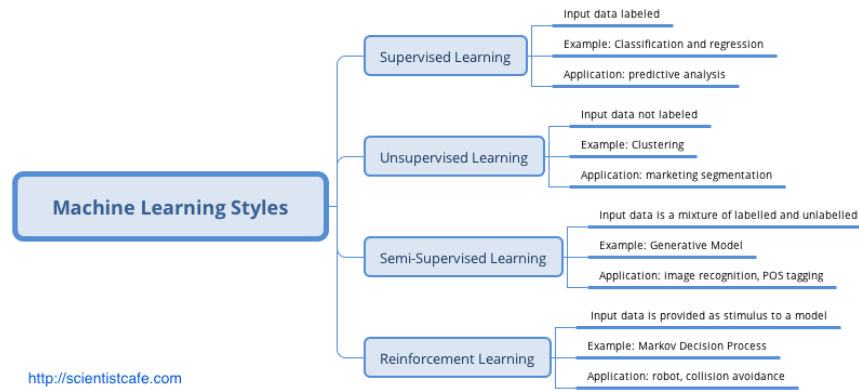 Machine Learning Styles
Supervised Learning
Input data labeled
Example: Classification and regression
Application: predictive analysis
Unsupervised Learning
Input data not labeled
Example: Clustering
Application: marketing segmentation
Semi-Supervised Learning
Input data is a mixture of labelled and unlabelled
Example: Generative Model
Application: image recognition, POS tagging
Reinforcement Learning
Input data is provided as stimulus to a model
Example: Markov Decision Process
Application: robot, collision avoidance
http://scientistcafe.com